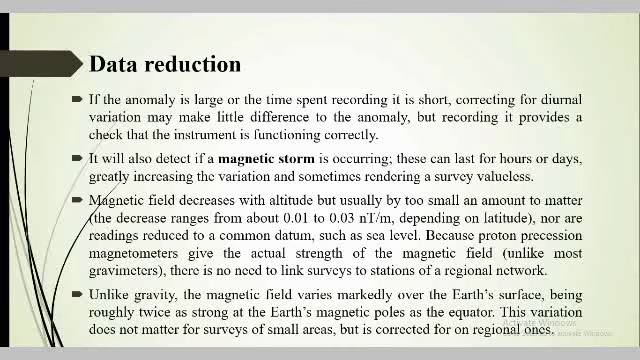 Data reduction
If the anomaly is large or the time spent recording it is short, correcting for diurnal
variation may make little difference to the anomaly, but recording it provides a
check that the instrument is functioning correctly.
It will also detect if a magnetic storm is occurring; these can last for hours or days,
greatly increasing the variation and sometimes rendering a survey valueless.
Magnetic field decreases with altitude but usually by too small an amount to matter
(the decrease ranges from about 0.01 to 0.03 nT/m, depending on latitude), nor are
readings reduced to a common datum, such as sea level. Because proton precession
magnetometers give the actual strength of the magnetic field (unlike most
gravimeters), there is no need to link surveys to stations of a regional network.
Unlike gravity, the magnetic field varies markedly over the Earth's surface, being
roughly twice as strong at the Earth's magnetic poles as the equator. This variation
does not matter for surveys of small areas, but is corrected for on regional ones.
Activate Windows
Activate Windows